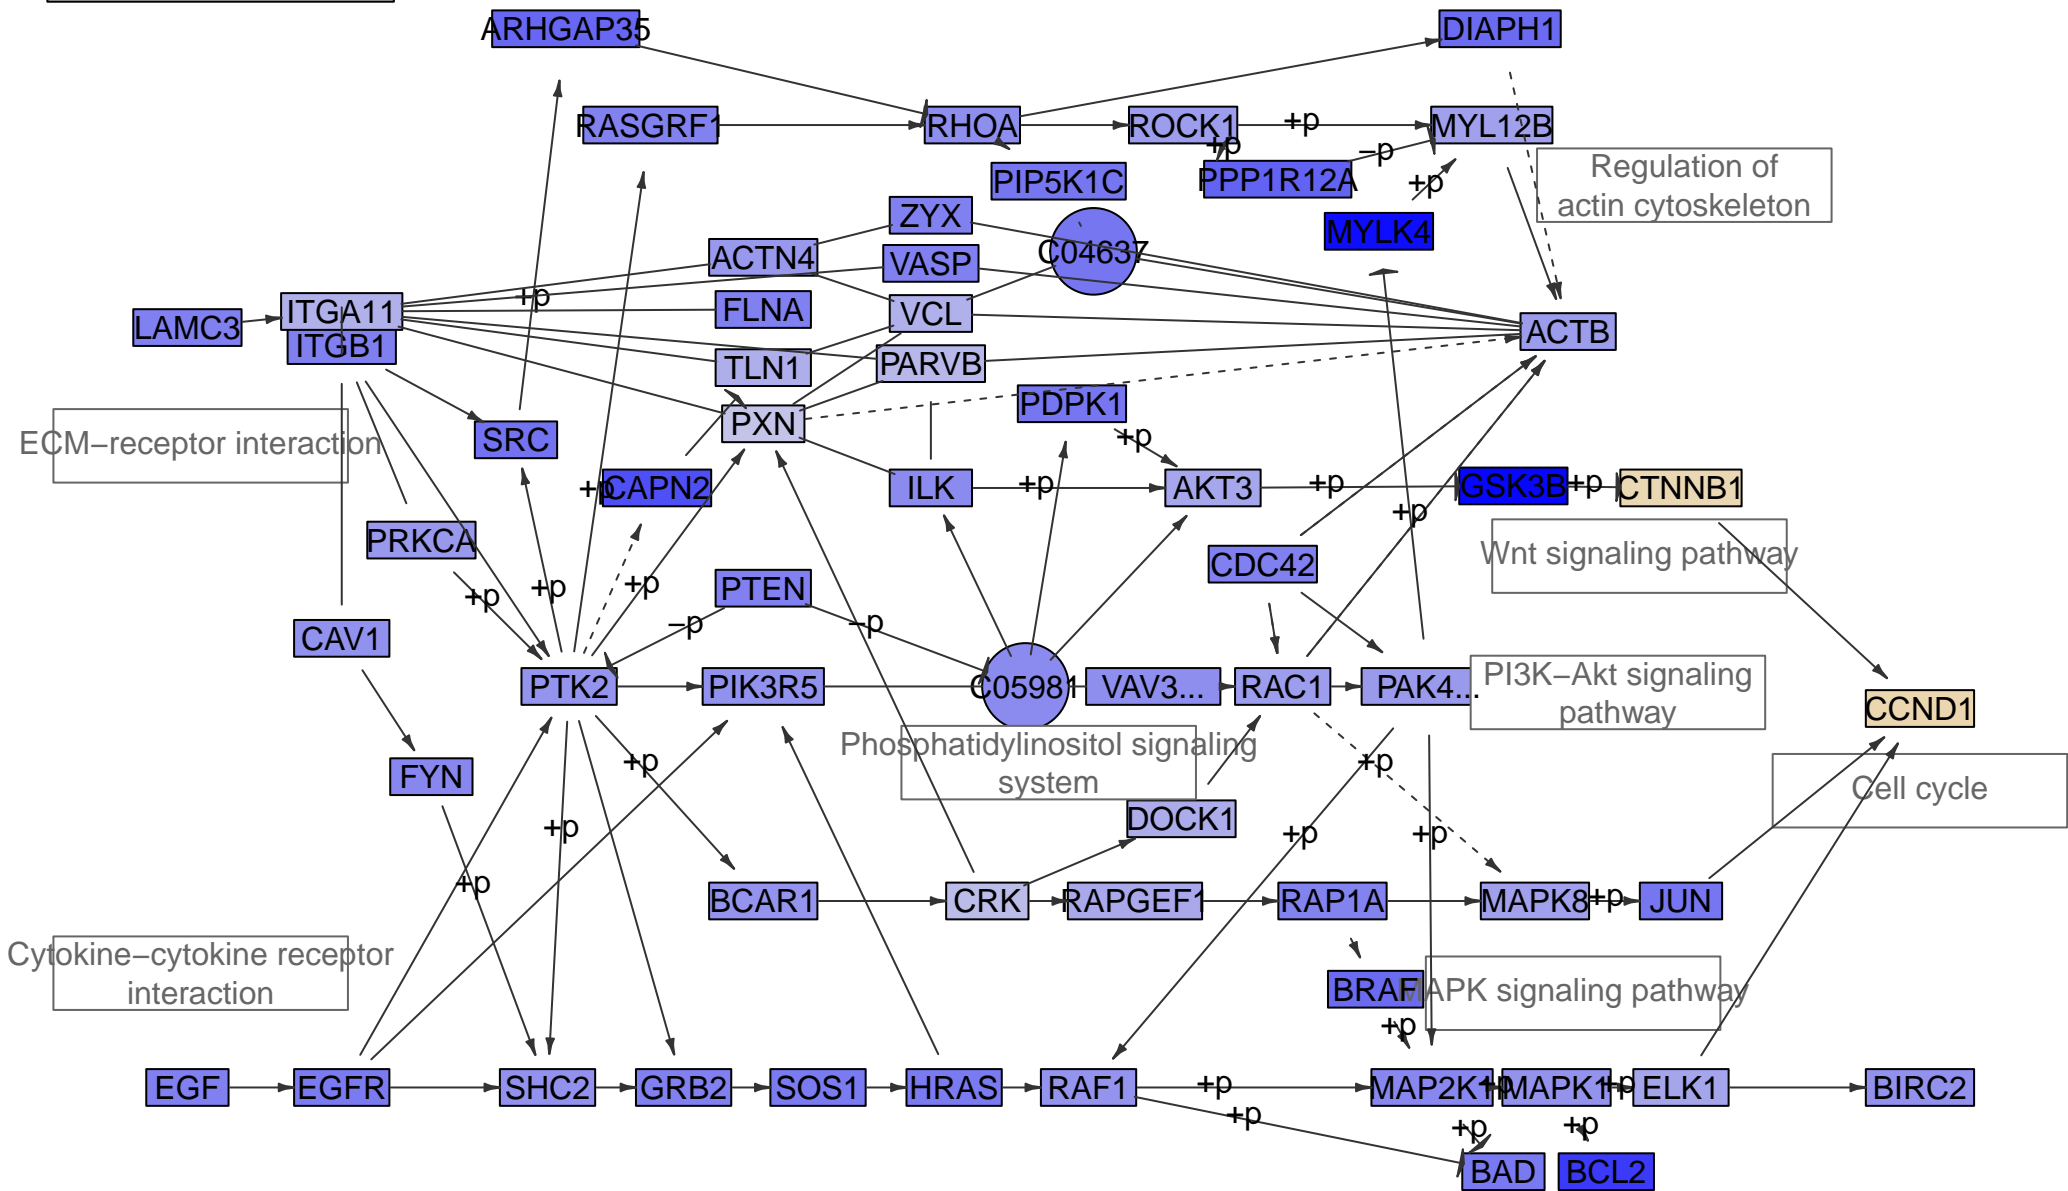 ARHGAP35
DIAPH1
RASGRF1
RHOA
ROCK1
+p
MYL12B
+p
−p
PIP5K1C
PPP1R12A
+p
Regulation of
actin cytoskeleton
ZYX
MYLK4
ACTN4
VASP
C04637
+p
ITGA11
FLNA
VCL
LAMC3
ITGB1
ACTB
TLN1
PARVB
PDPK1
PXN
ECM−receptor interaction
SRC
+p
+p
CAPN2
ILK
+p
AKT3
+p
GSK3B
+p
CTNNB1
+p
PRKCA
Wnt signaling pathway
CDC42
+p
+p
+p
PTEN
−p
−p
CAV1
PTK2
PIK3R5
C05981
VAV3...
RAC1
PAK4...
PI3K−Akt signaling
pathway
CCND1
Phosphatidylinositol signaling
system
FYN
+p
+p
Cell cycle
DOCK1
+p
+p
+p
+p
BCAR1
CRK
RAPGEF1
RAP1A
MAPK8
+p
JUN
Cytokine−cytokine receptor
interaction
BRAF
MAPK signaling pathway
+p
EGF
EGFR
SHC2
GRB2
SOS1
HRAS
RAF1
+p
MAP2K1
+p
MAPK1
+p
ELK1
BIRC2
+p
+p
+p
BAD
BCL2